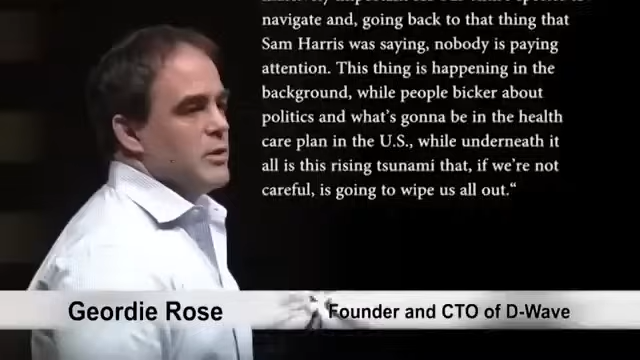 navigate and, going back to that thing that
Sam Harris was saying, nobody is paying
attention. This thing is happening in the
background, while people bicker about
politics and what's gonna be in the health
care plan in the U.S., while underneath it
all is this rising tsunami that, if we're not
careful, is going to wipe us all out.“
Geordie Rose
Founder and CTO of D-Wave